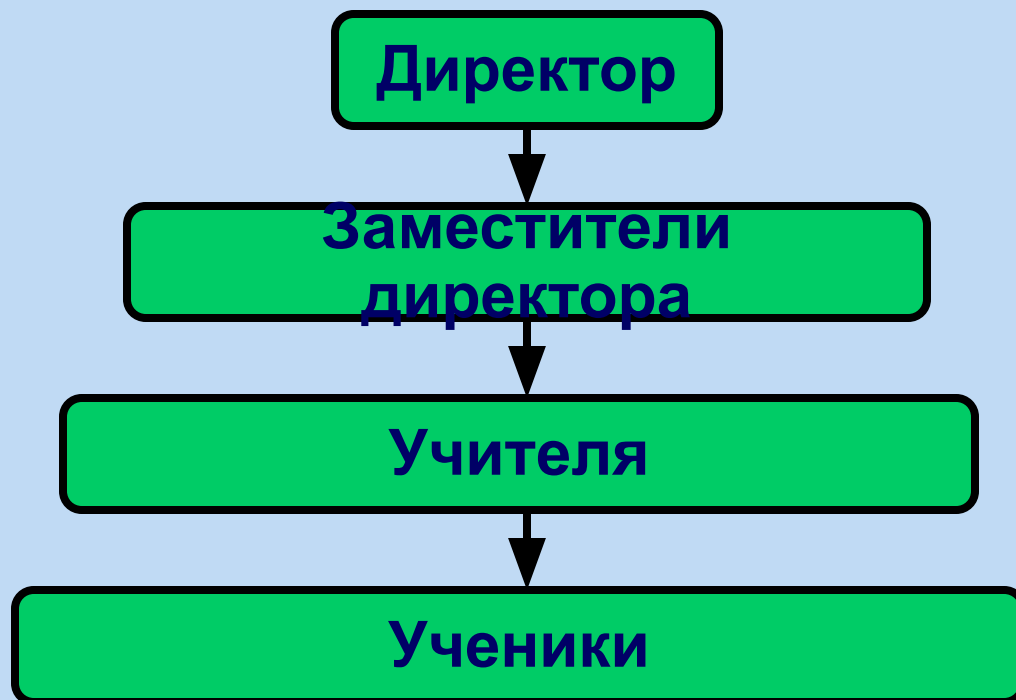 Директор
Заместители
директора
Учителя
Ученики